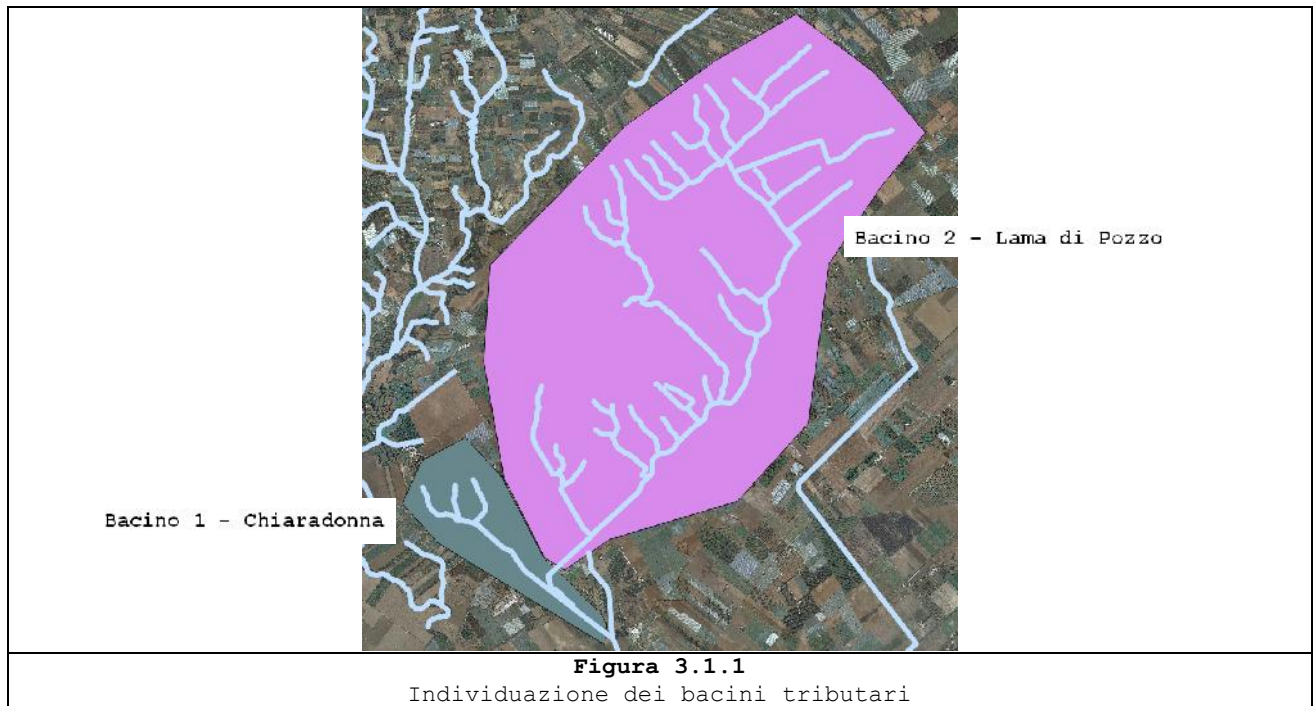 Bacino 2 - Lama di Pozzo
Bacino 1 - Chiaradonna
Figura 3.1.1
Individuazione dei bacini tributari